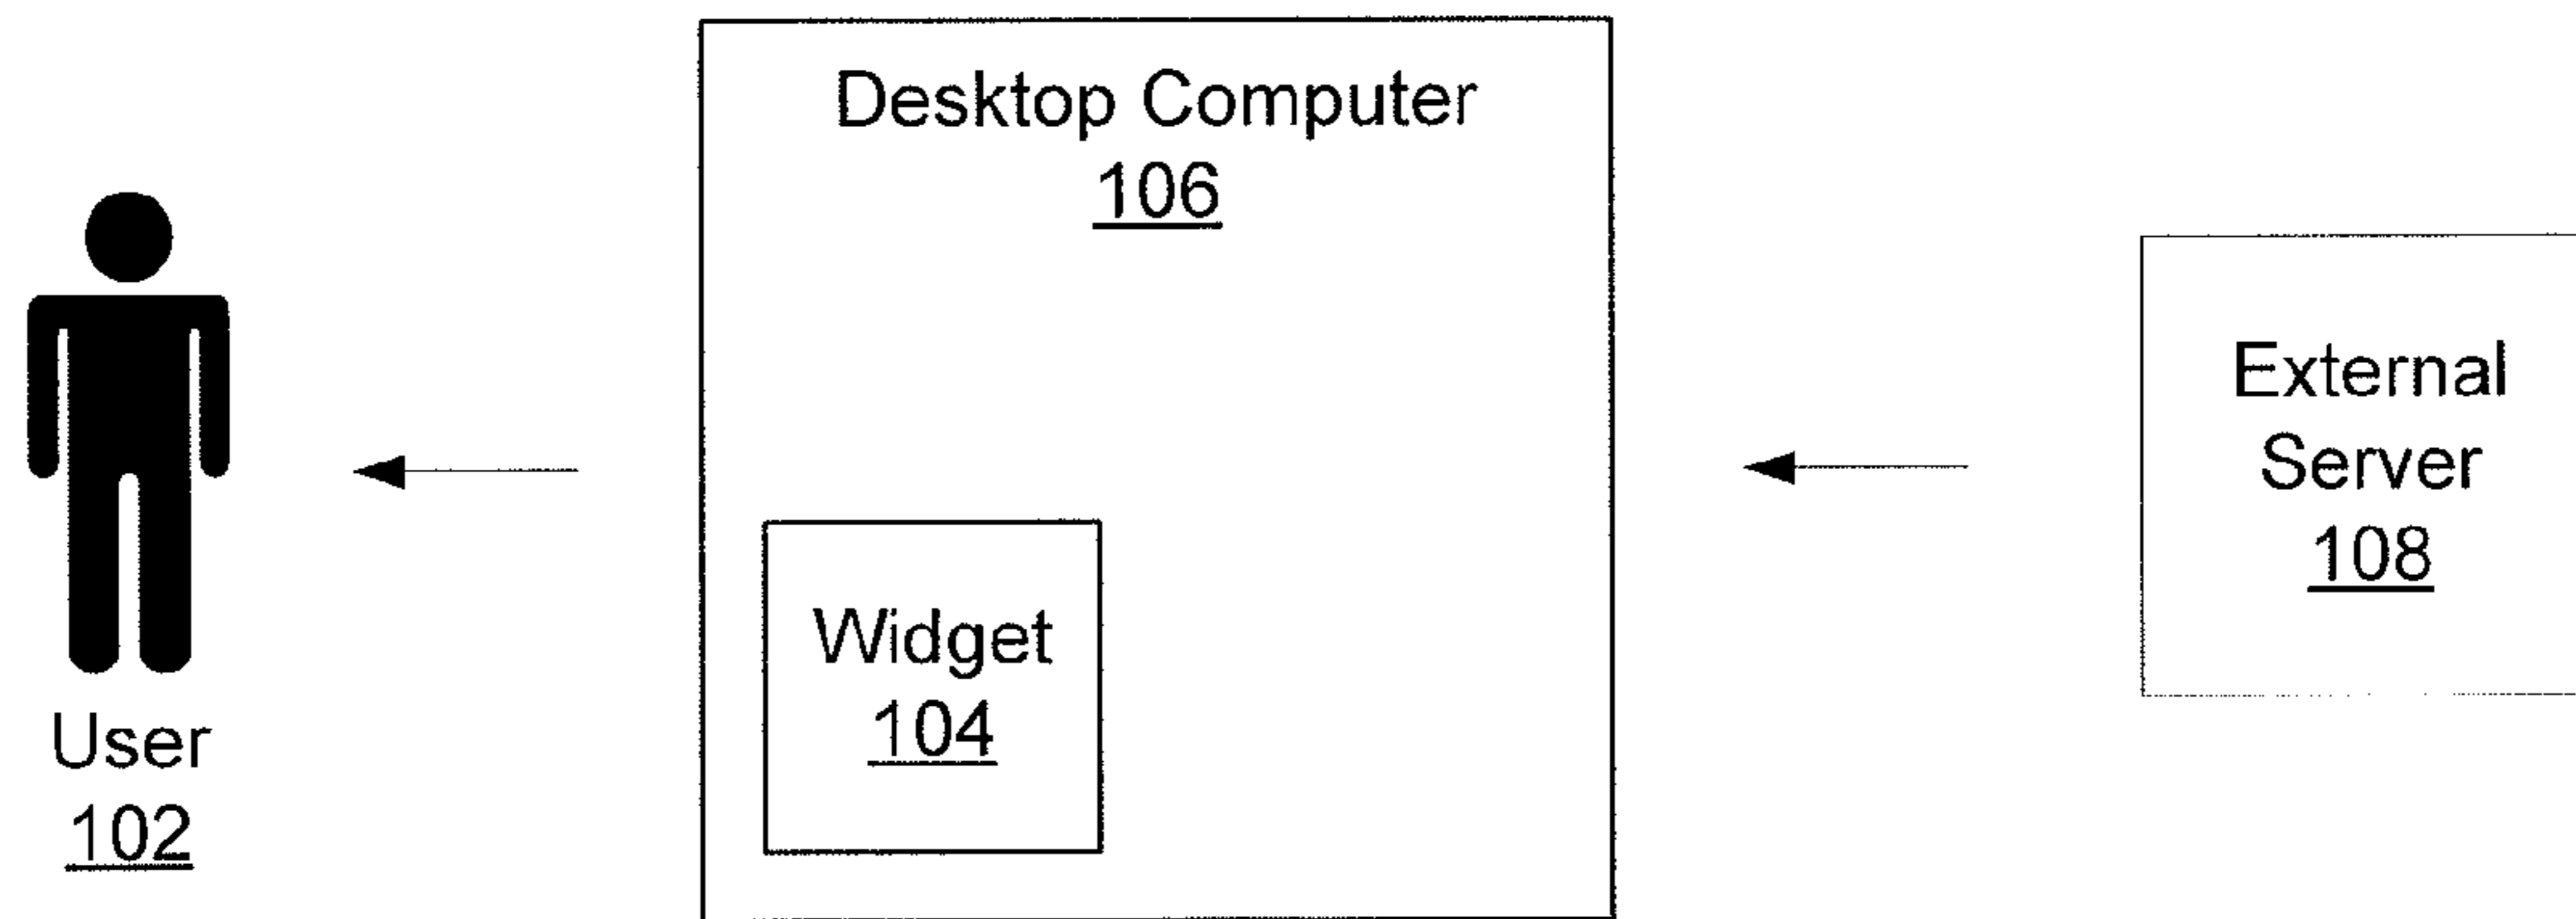 Desktop Computer
106
External
Server
108
Widget
104
User
102